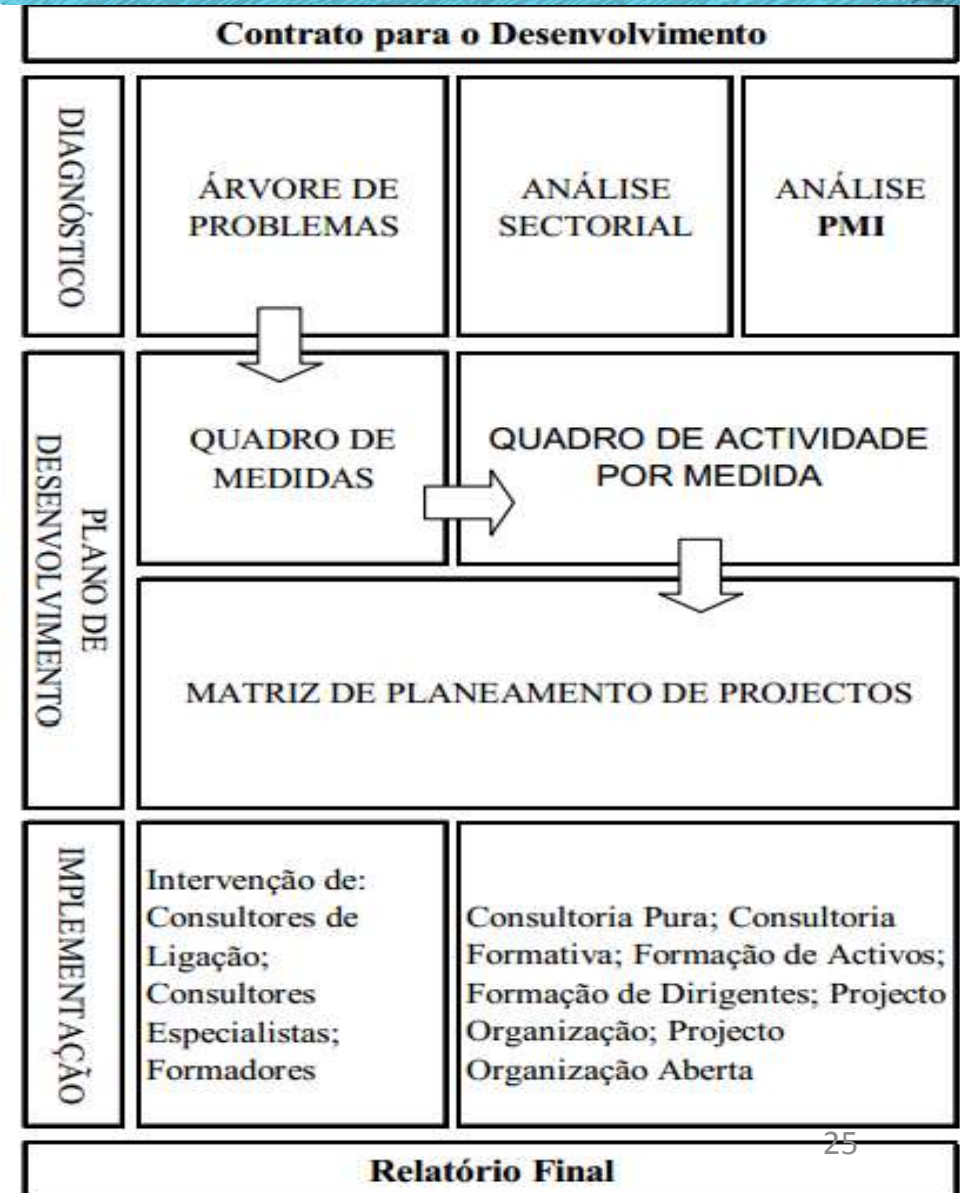 Contrato para o Desenvolvimento
DIAGNÓSTICO
ÁRVORE DE
PROBLEMAS
ANÁLISE
SECTORIAL
ANÁLISE
PMI
PLANO DE
DESENVOLVIMENTO
QUADRO DE
MEDIDAS
QUADRO DE ACTIVIDADE
POR MEDIDA
MATRIZ DE PLANEAMENTO DE PROJECTOS
IMPLEMENTAÇÃO
Intervenção de:
Consultores de
Ligação;
Consultores
Especialistas;
Formadores
Consultoria Pura; Consultoria
Formativa; Formação de Activos;
Formação de Dirigentes; Projecto
Organização; Projecto
Organização Aberta
25
Relatório Final